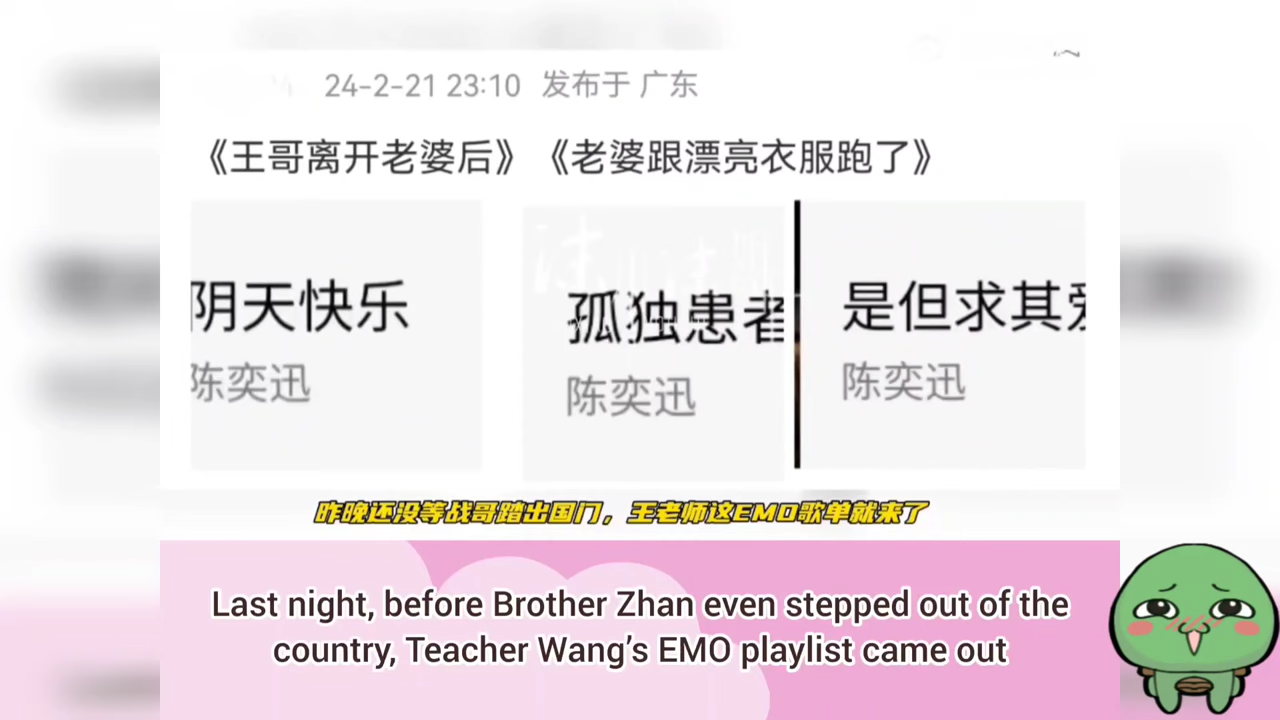 24-2-21 23:10 发布于 广东
《王哥离开老婆后》《老婆跟漂亮衣服跑了》
阴天快乐
陈奕迅
孤独患者
陈奕迅
是但求其爱
陈奕迅
昨晚还没等战哥踏出国门，王老师这EMO歌单就来了
Last night, before Brother Zhan even stepped out of the
country, Teacher Wang’s EMO playlist came out